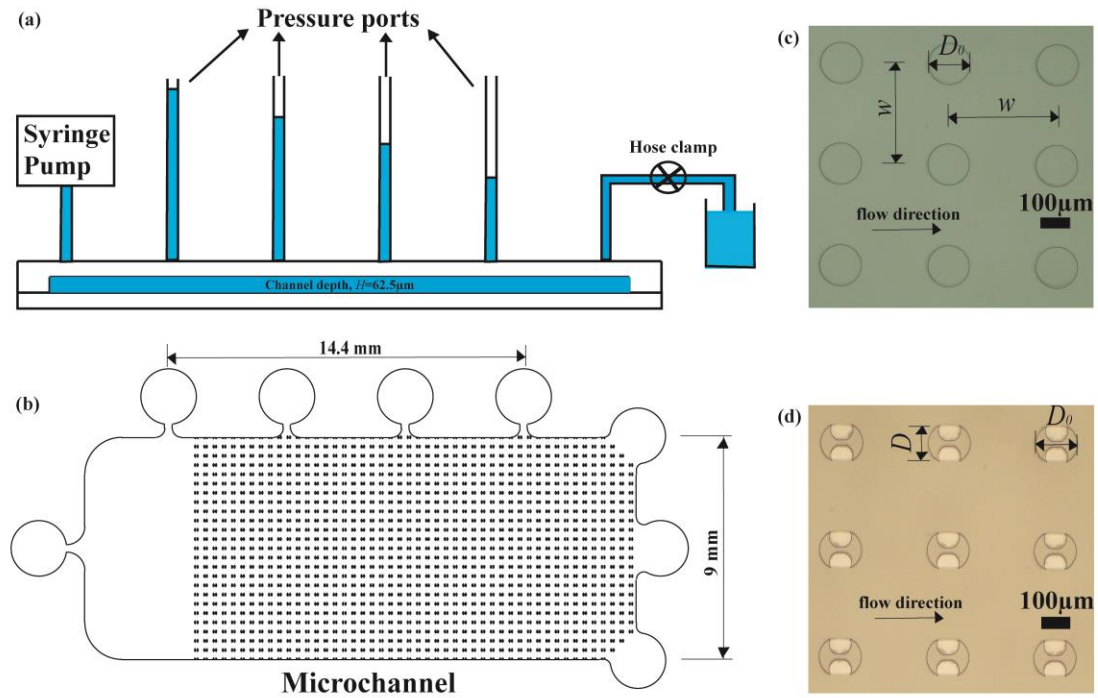 (a)
Pressure ports
Syringe
Pump
Hose clamp
Channel depth, H=62.5μm
(b)
14.4 mm
9 mm
Microchannel
(c)
D₀
w
w
100μm
flow direction
(d)
D
D₀
100μm
flow direction